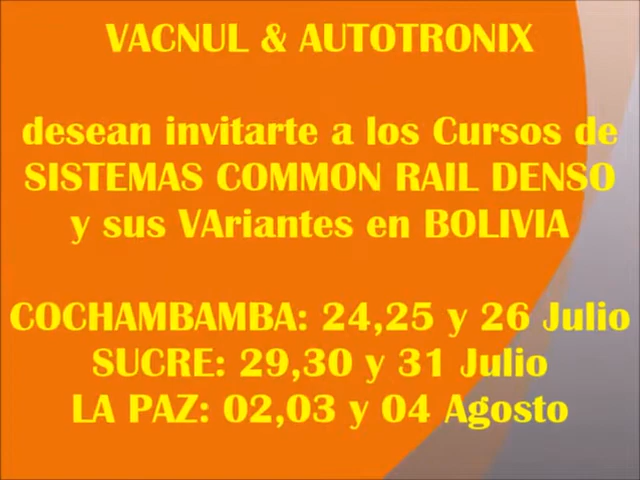 VACNUL & AUTOTRONIX
desean invitarte a los Cursos de
SISTEMAS COMMON RAIL DENSO
y sus VAriantes en BOLIVIA
COCHAMBAMBA: 24,25 y 26 Julio
SUCRE: 29,30 y 31 Julio
LA PAZ: 02,03 y 04 Agosto